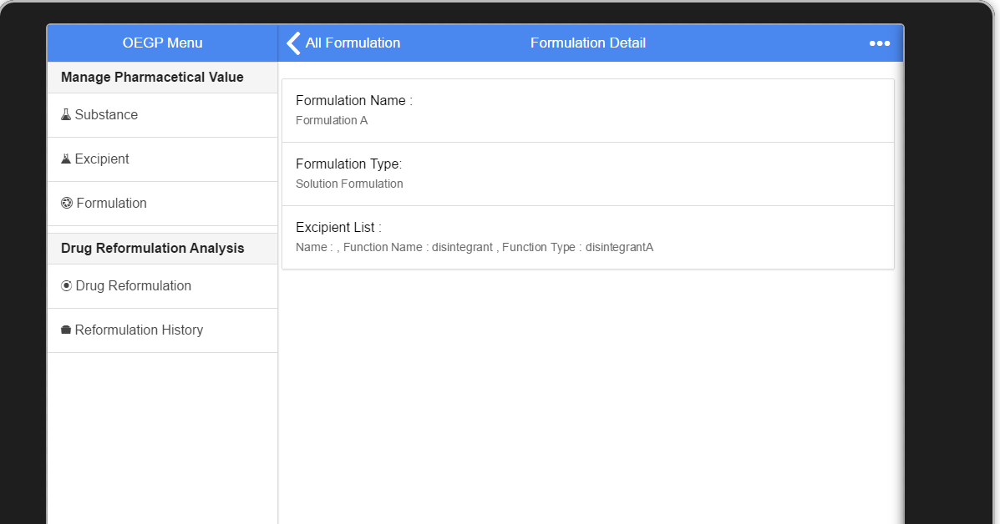 OEGP Menu
All Formulation
Formulation Detail
Manage Pharmacetical Value
Substance
Excipient
Formulation
Drug Reformulation Analysis
Drug Reformulation
Reformulation History
Formulation Name :
Formulation A
Formulation Type:
Solution Formulation
Excipient List :
Name : , Function Name : disintegrant , Function Type : disintegrantA